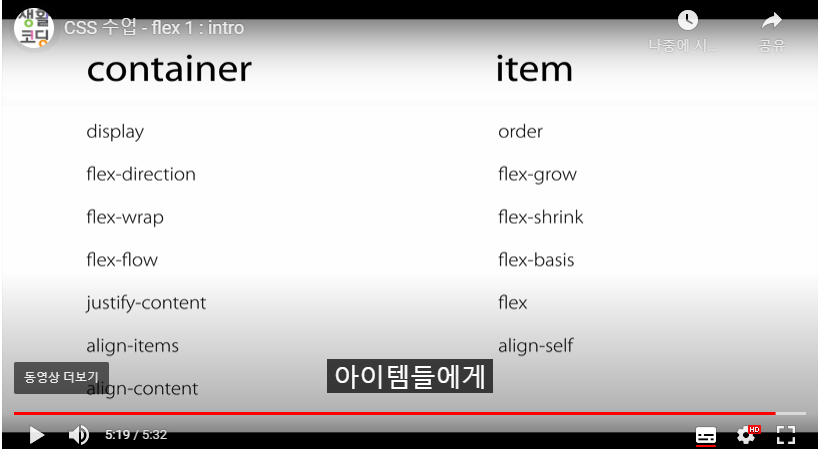 생활
코딩
CSS 수업 - flex 1 : intro
나중에 시...
공유
container
display
flex-direction
flex-wrap
flex-flow
justify-content
align-items
align-content
item
order
flex-grow
flex-shrink
flex-basis
flex
align-self
동영상 더보기
아이템들에게
5:19 / 5:32
HD